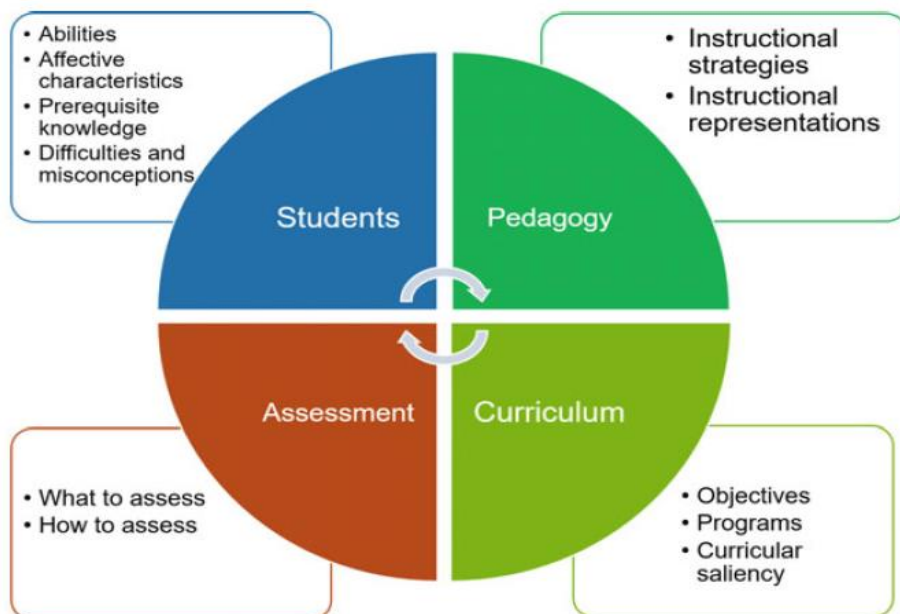 • Abilities
• Affective
characteristics
• Prerequisite
knowledge
• Difficulties and
misconceptions
Students
• Instructional
strategies
• Instructional
representations
Pedagogy
Assessment
• What to assess
• How to assess
Curriculum
• Objectives
• Programs
• Curricular
saliency